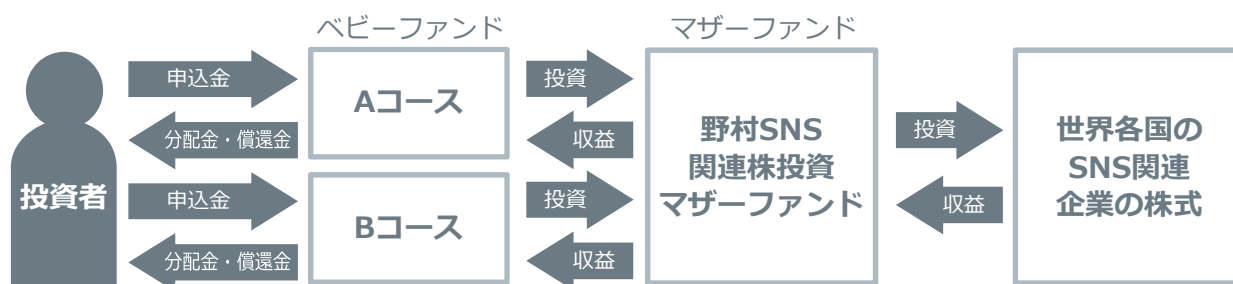 ベビーファンド
マザーファンド
投資者
申込金
分配金・償還金
申込金
分配金・償還金
Aコース
Bコース
投資
収益
投資
収益
野村SNS
関連株投資
マザーファンド
投資
収益
世界各国の
SNS関連
企業の株式